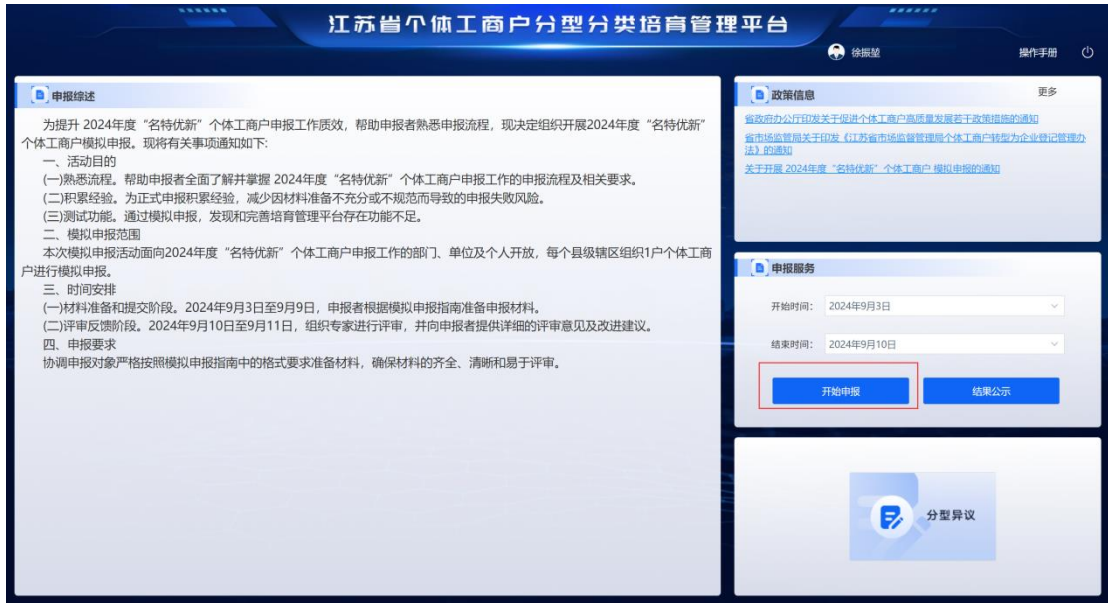 江苏省个体工商户分型分类培育管理平台
徐振堃
操作手册
申报综述
为提升 2024年度“名特优新”个体工商户申报工作质效，帮助申报者熟悉申报流程，现决定组织开展2024年度“名特优新”
个体工商户模拟申报。现将有关事项通知如下:
一、活动目的
(一)熟悉流程。帮助申报者全面了解并掌握 2024年度“名特优新”个体工商户申报工作的申报流程及相关要求。
(二)积累经验。为正式申报积累经验，减少因材料准备不充分或不规范而导致的申报失败风险。
(三)测试功能。通过模拟申报，发现和完善培育管理平台存在功能不足。
二、模拟申报范围
本次模拟申报活动面向2024年度“名特优新”个体工商户申报工作的部门、单位及个人开放，每个县级辖区组织1户个体工商
户进行模拟申报。
三、时间安排
(一)材料准备和提交阶段。2024年9月3日至9月9日，申报者根据模拟申报指南准备申报材料。
(二)评审反馈阶段。2024年9月10日至9月11日，组织专家进行评审，并向申报者提供详细的评审意见及改进建议。
四、申报要求
协调申报对象严格按照模拟申报指南中的格式要求准备材料，确保材料的齐全、清晰和易于评审。
政策信息
更多
省政府办公厅印发关于促进个体工商户高质量发展若干政策措施的通知
省市场监管局关于印发《江苏省市场监督管理局个体工商户转型为企业登记管理办
法》的通知
关于开展 2024年度“名特优新”个体工商户 模拟申报的通知
申报服务
开始时间: 2024年9月3日
结束时间: 2024年9月10日
开始申报
结果公示
分型异议